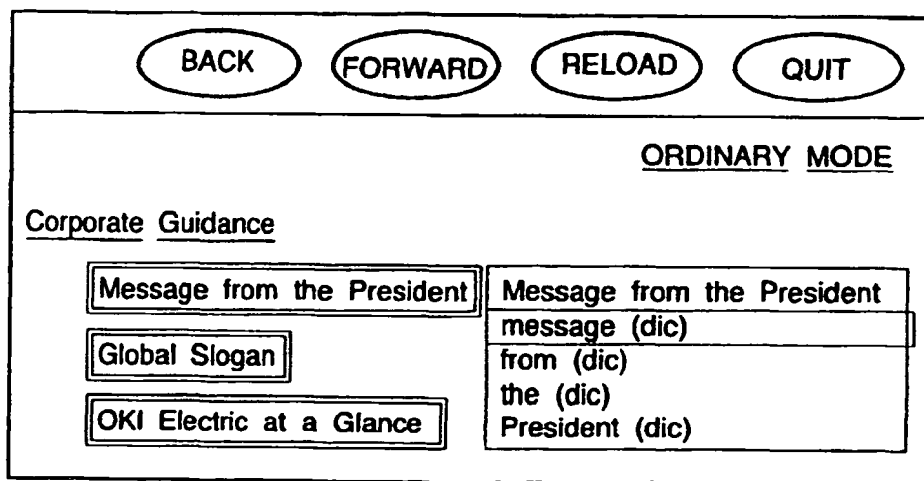 BACK FORWARD RELOAD QUIT
ORDINARY MODE
Corporate Guidance
Message from the President
Message from the President
message (dic)
Global Slogan
from (dic)
the (dic)
OKI Electric at a Glance
President (dic)